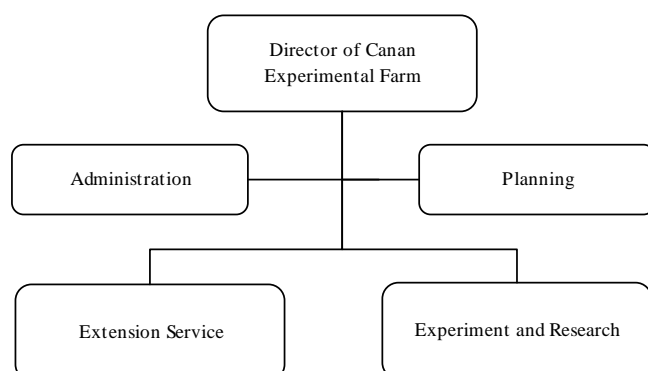 Director of Canan
Experimental Farm
Administration
Planning
Extension Service
Experiment and Research